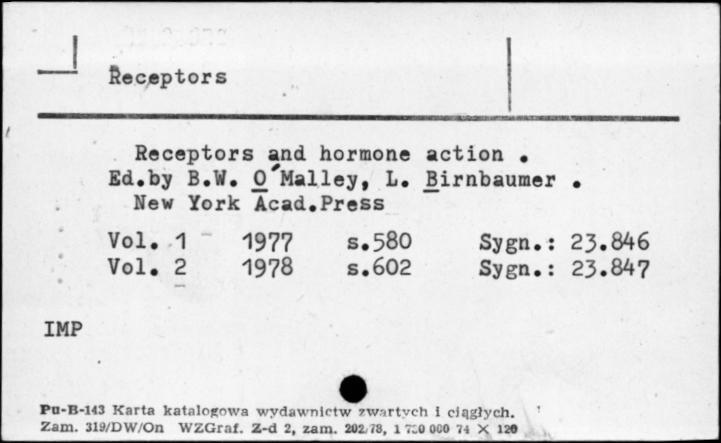 Receptors
Receptors and hormone action .
Ed.by B.W. O'Malley, L. Birnbaumer .
New York Acad.Press
Vol. 1 1977 s.580 Sygn.: 23.846
Vol. 2 1978 s.602 Sygn.: 23.847
IMP
Pu-B-143 Karta katalogowa wydawnictw zwartych i ciągłych.
Zam. 319/DW/On WZGraf. Z-d 2, zam. 202/78, 1 750 000 74 X 120